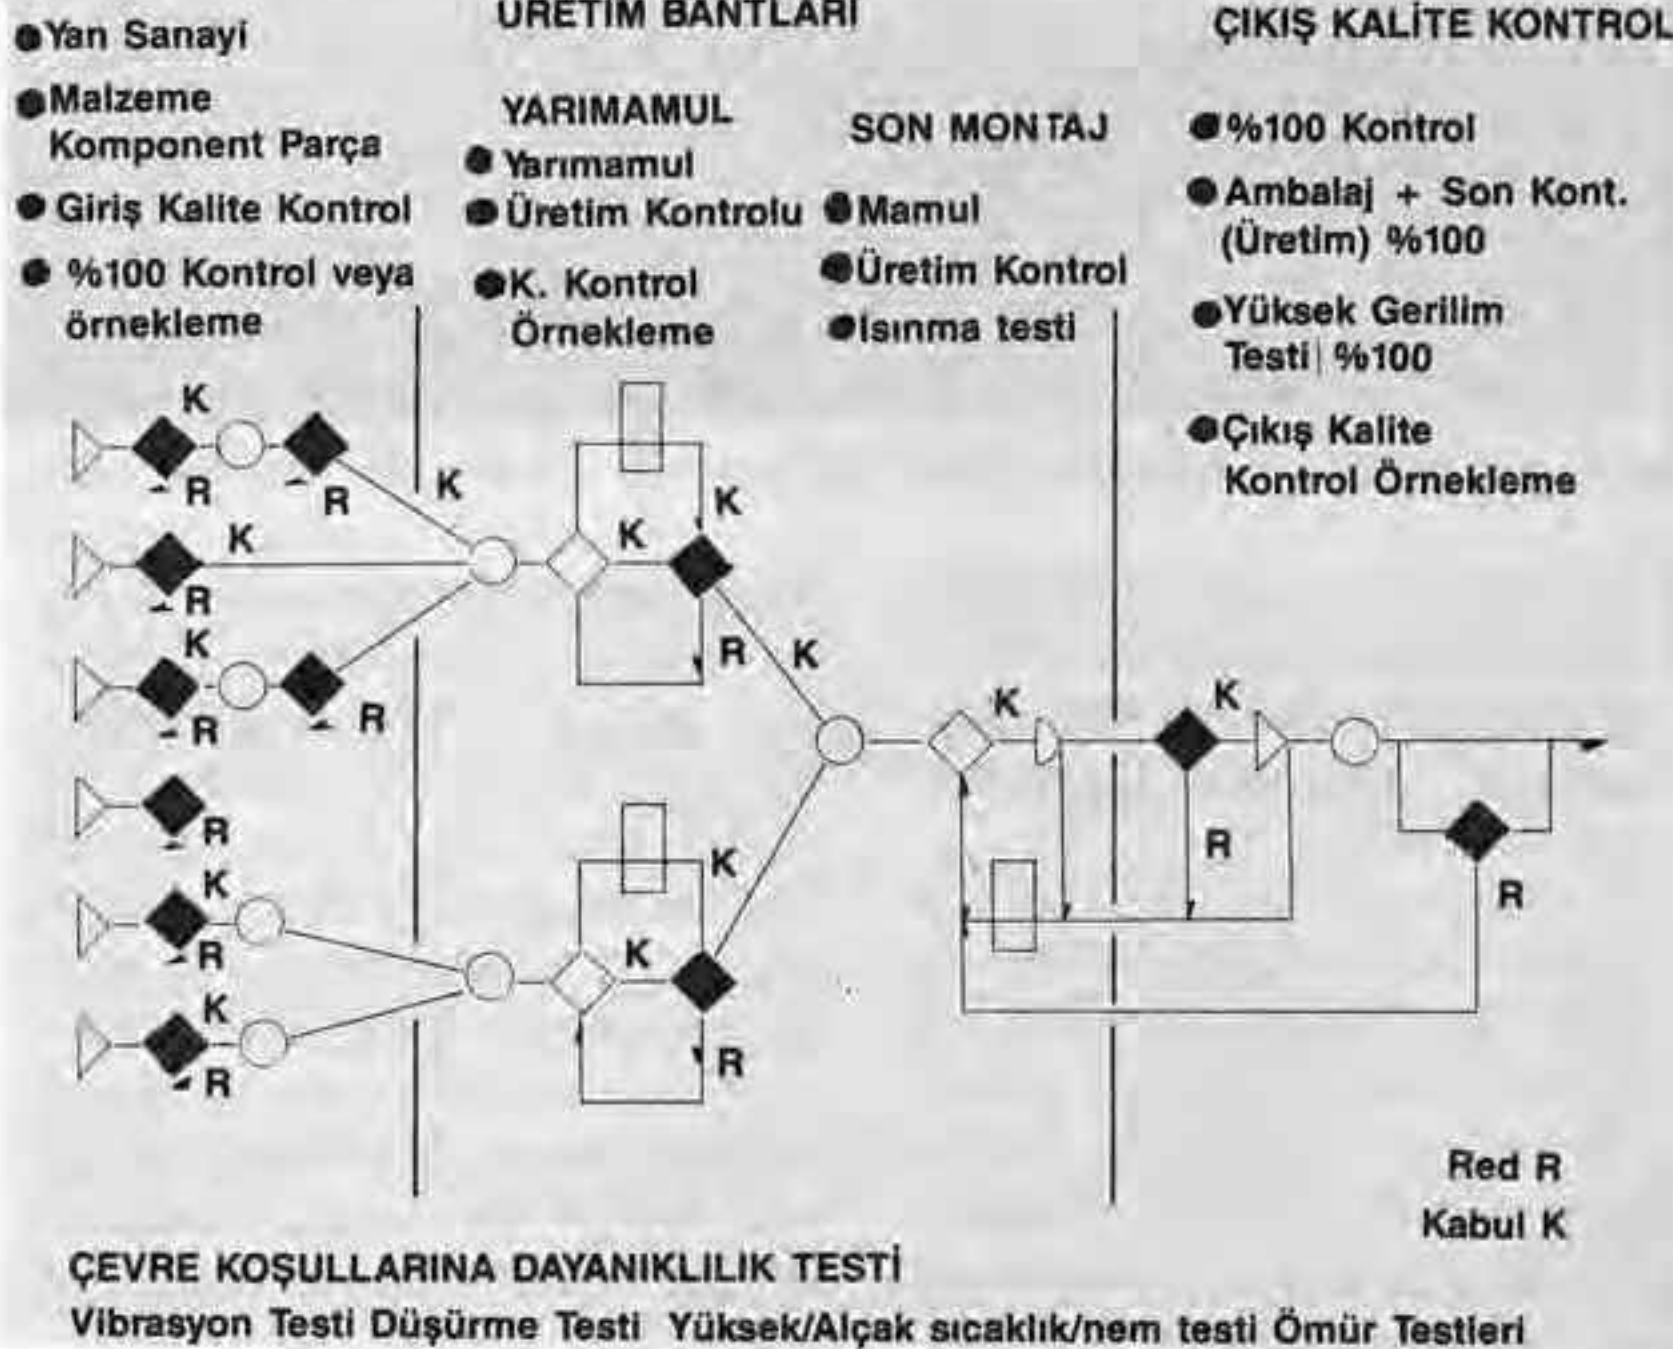 ● Yan Sanayi
● Malzeme
Komponent Parça
● Giriş Kalite Kontrol
● %100 Kontrol veya
örnekleme
ÜRETİM BANTLARI
YARIMAMUL
● Yarımamul
● Üretim Kontrolu
● K. Kontrol
Örnekleme
SON MONTAJ
● Mamul
● Üretim Kontrol
● Isınma testi
ÇIKIŞ KALİTE KONTROL
● %100 Kontrol
● Ambalaj + Son Kont.
(Üretim) %100
● Yüksek Gerilim
Testi %100
● Çıkış Kalite
Kontrol Örnekleme
K
R
R
K
K
R
K
R
R
R
K
R
K
R
K
K
R
K
K
K
R
K
K
R
R
Red R
Kabul K
ÇEVRE KOŞULLARINA DAYANIKLILIK TESTİ
Vibrasyon Testi Düşürme Testi Yüksek/Alçak sıcaklık/nem testi Ömür Testleri